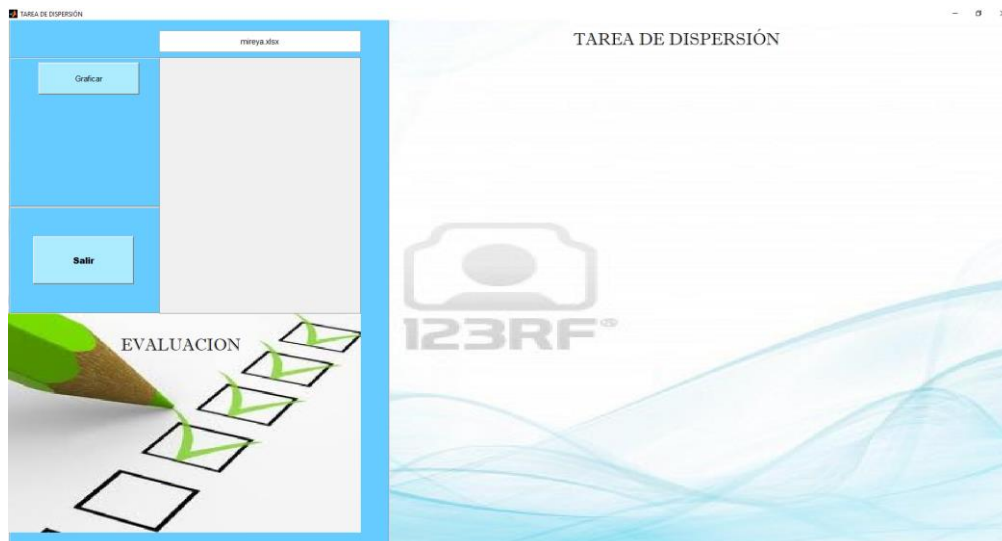 TAREA DE DISPERSIÓN
mireya.xlsx
TAREA DE DISPERSIÓN
Graficar
Salir
123RF®
EVALUACION